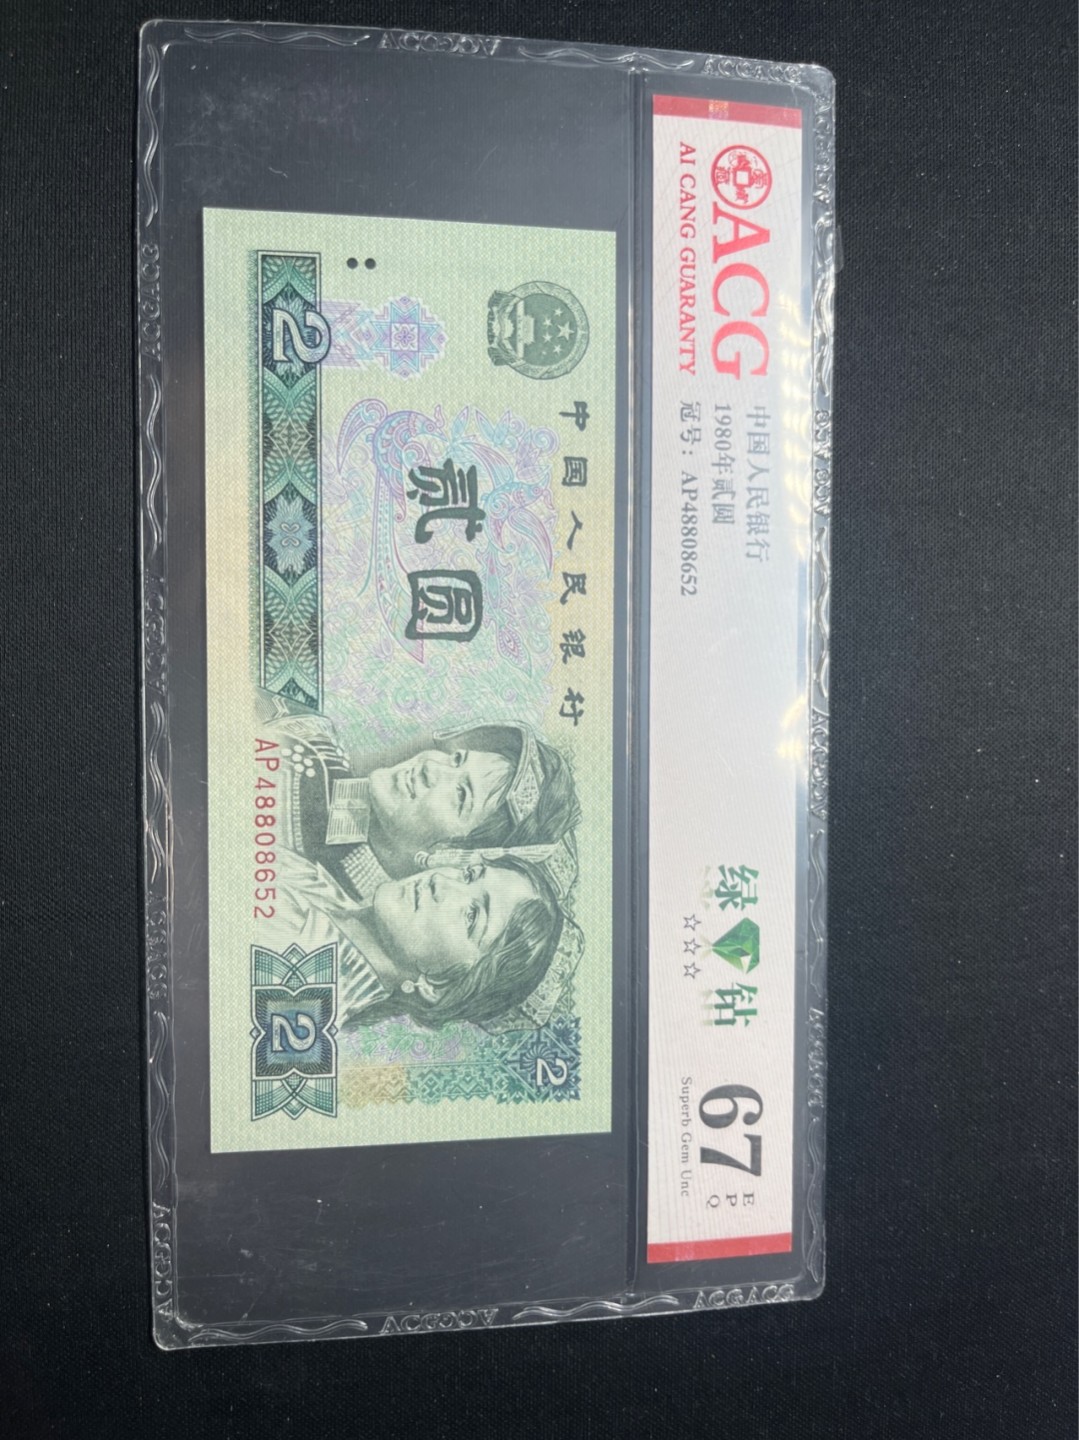 ACG
AI CANG GUARANTY
中国人民银行
1980年贰圆
冠号：AP48808652
绿钻
☆☆☆
67
EPQ
Superb Gem Unc
中国人民银行
贰圆
2
AP48808652
2
2